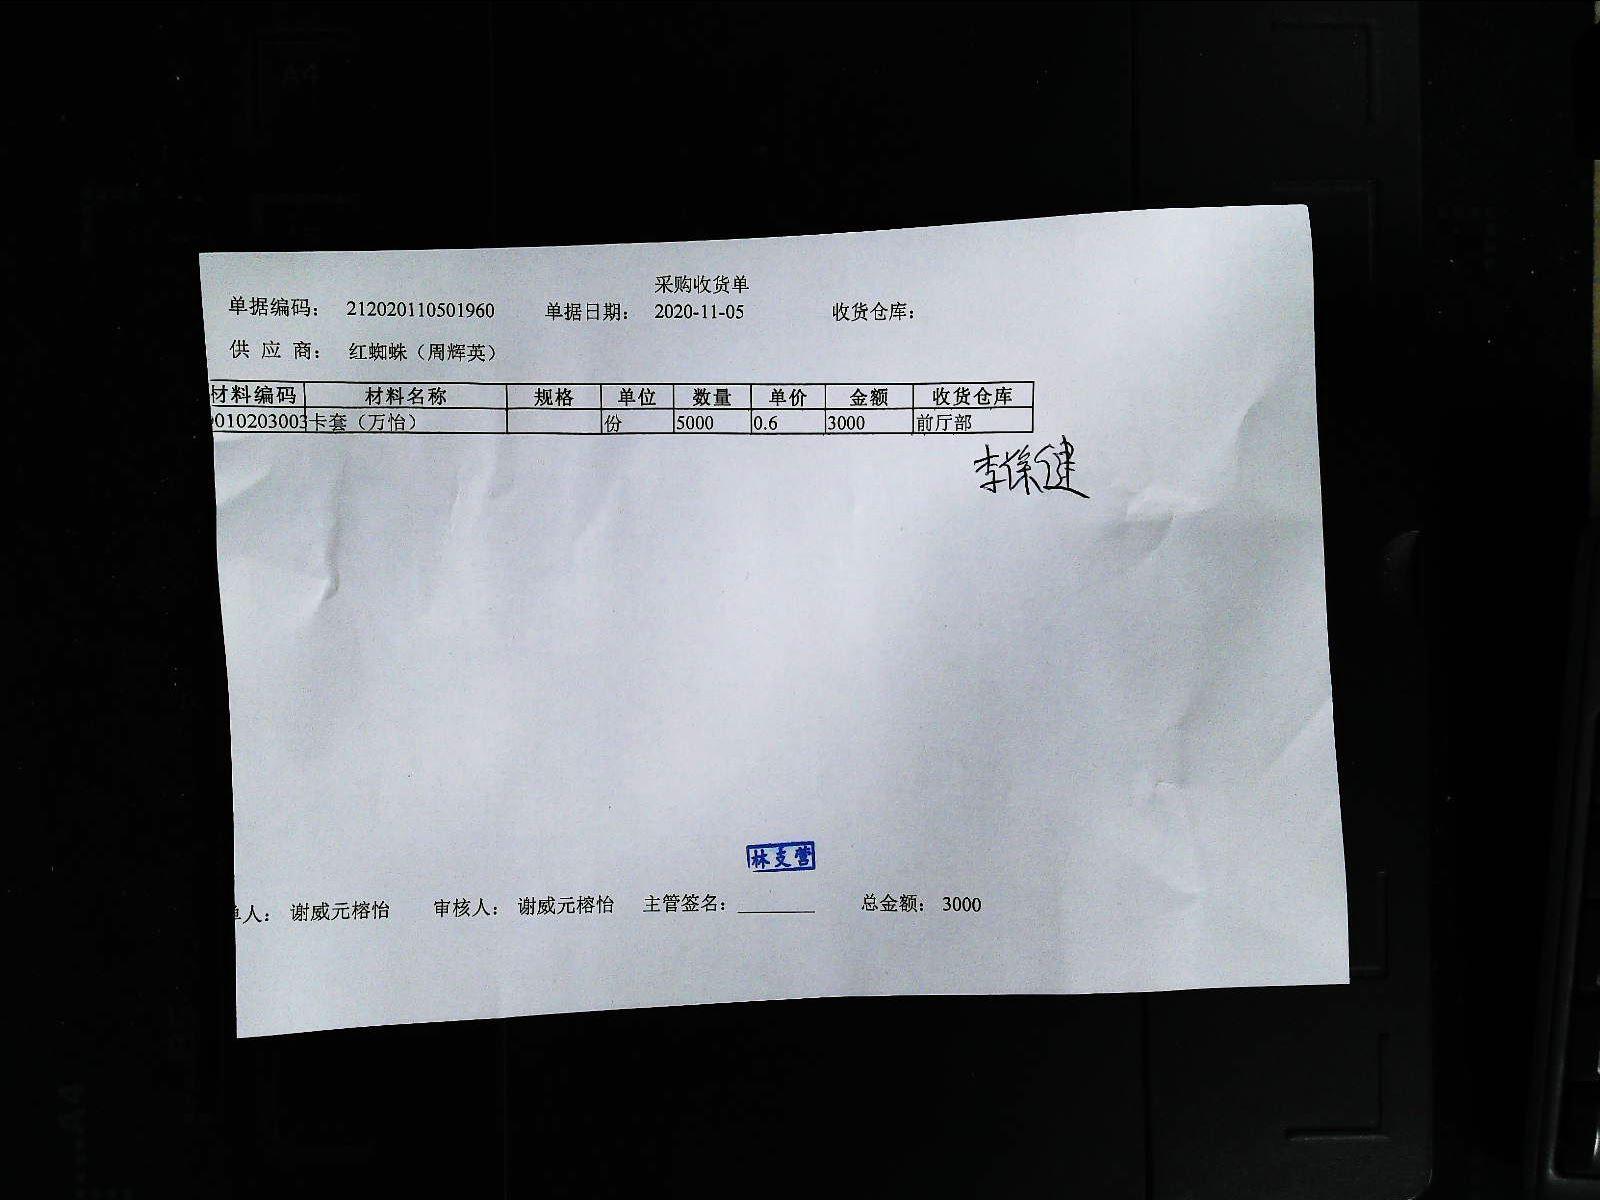 采购收货单
单据编码： 212020110501960 单据日期： 2020-11-05 收货仓库：
供 应 商： 红蜘蛛（周辉英）
材料编码 材料名称 规格 单位 数量 单价 金额 收货仓库
010203003 卡套（万怡） 份 5000 0.6 3000 前厅部
李保健
林支营
单人： 谢威元榕怡 审核人： 谢威元榕怡 主管签名： 总金额： 3000